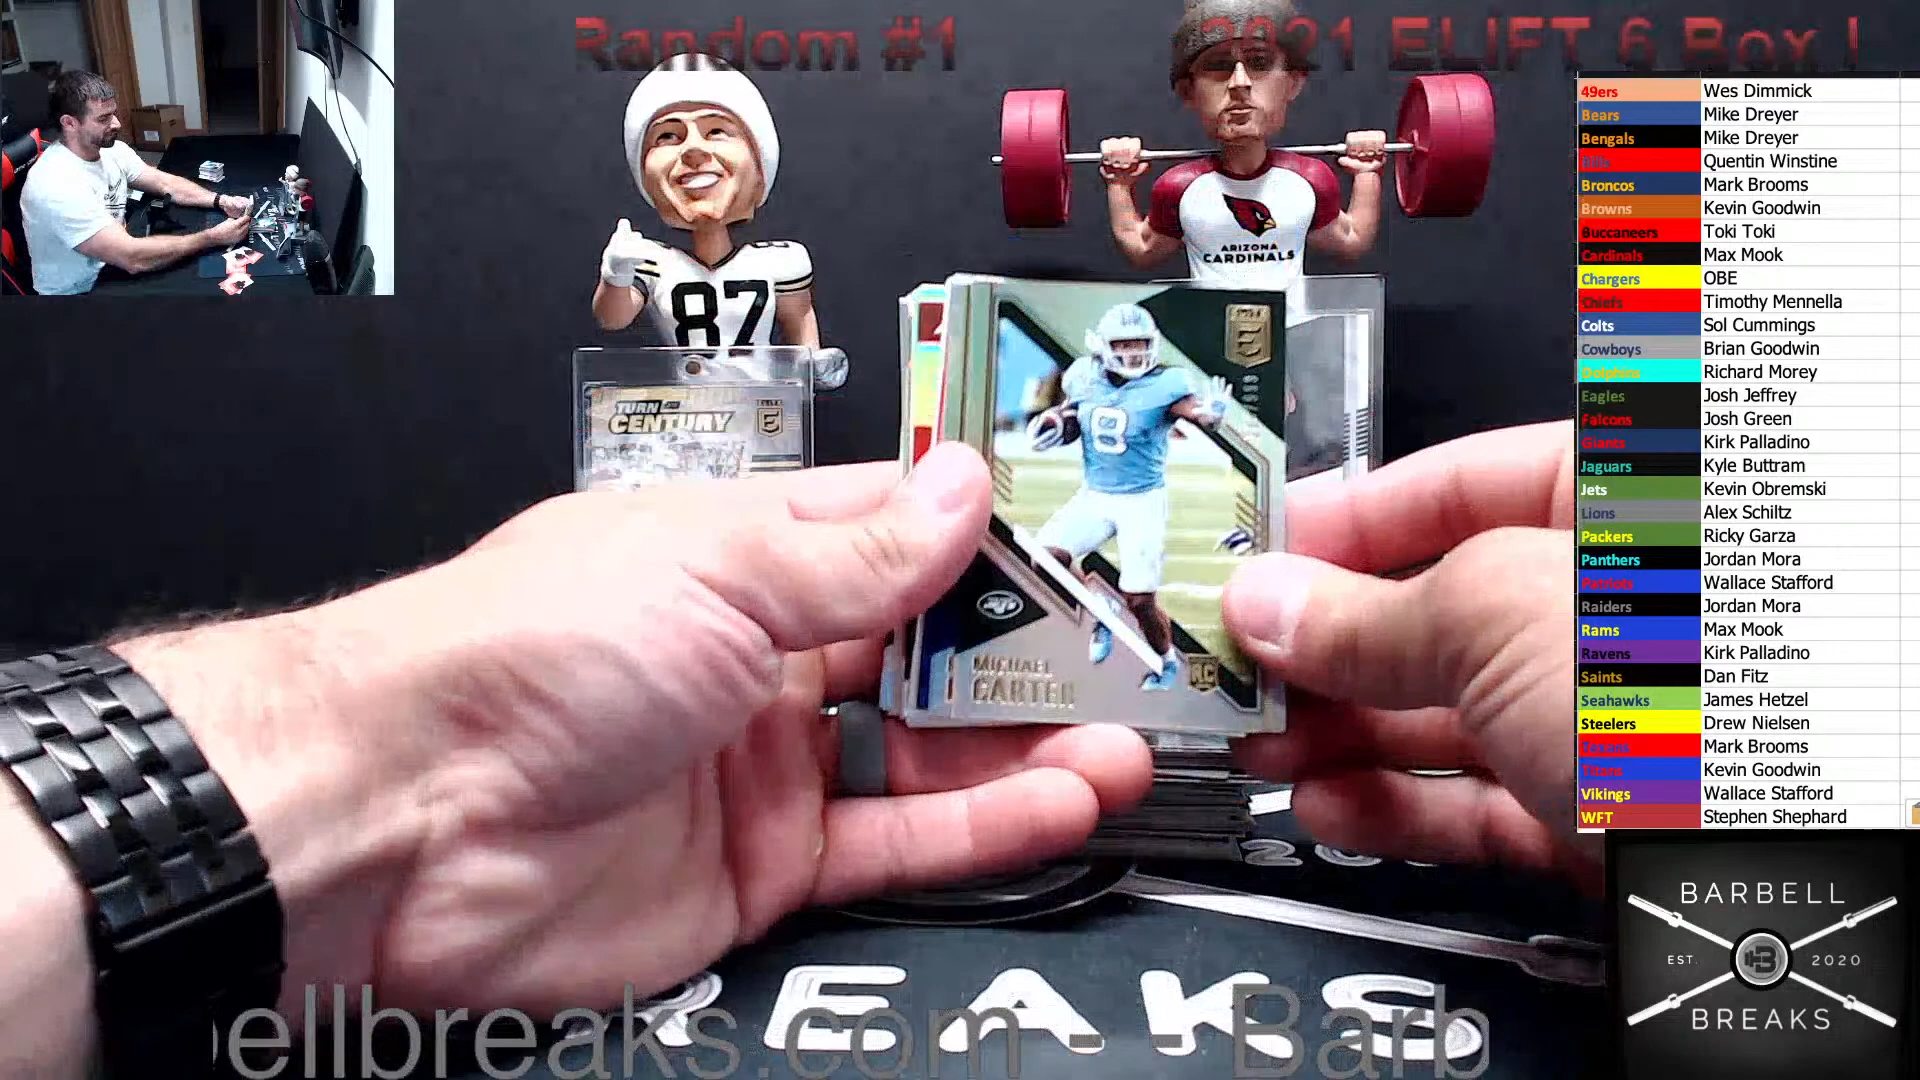 Random #1
2021 ELIFT 6 Box
49ers Wes Dimmick
Bears Mike Dreyer
Bengals Mike Dreyer
Bills Quentin Winstine
Broncos Mark Brooms
Browns Kevin Goodwin
Buccaneers Toki Toki
Cardinals Max Mook
Chargers OBE
Chiefs Timothy Mennella
Colts Sol Cummings
Cowboys Brian Goodwin
Dolphins Richard Morey
Eagles Josh Jeffrey
Falcons Josh Green
Giants Kirk Palladino
Jaguars Kyle Buttram
Jets Kevin Obremski
Lions Alex Schiltz
Packers Ricky Garza
Panthers Jordan Mora
Patriots Wallace Stafford
Raiders Jordan Mora
Rams Max Mook
Ravens Kirk Palladino
Saints Dan Fitz
Seahawks James Hetzel
Steelers Drew Nielsen
Texans Mark Brooms
Titans Kevin Goodwin
Vikings Wallace Stafford
WFT Stephen Shephard
ARIZONA
CARDINALS
87
TURN
CENTURY
E
E
8
MICHAEL
CARTER
RC
REAKS
ellbreaks.com - - Barb
BARBELL
EST. B 2020
BREAKS